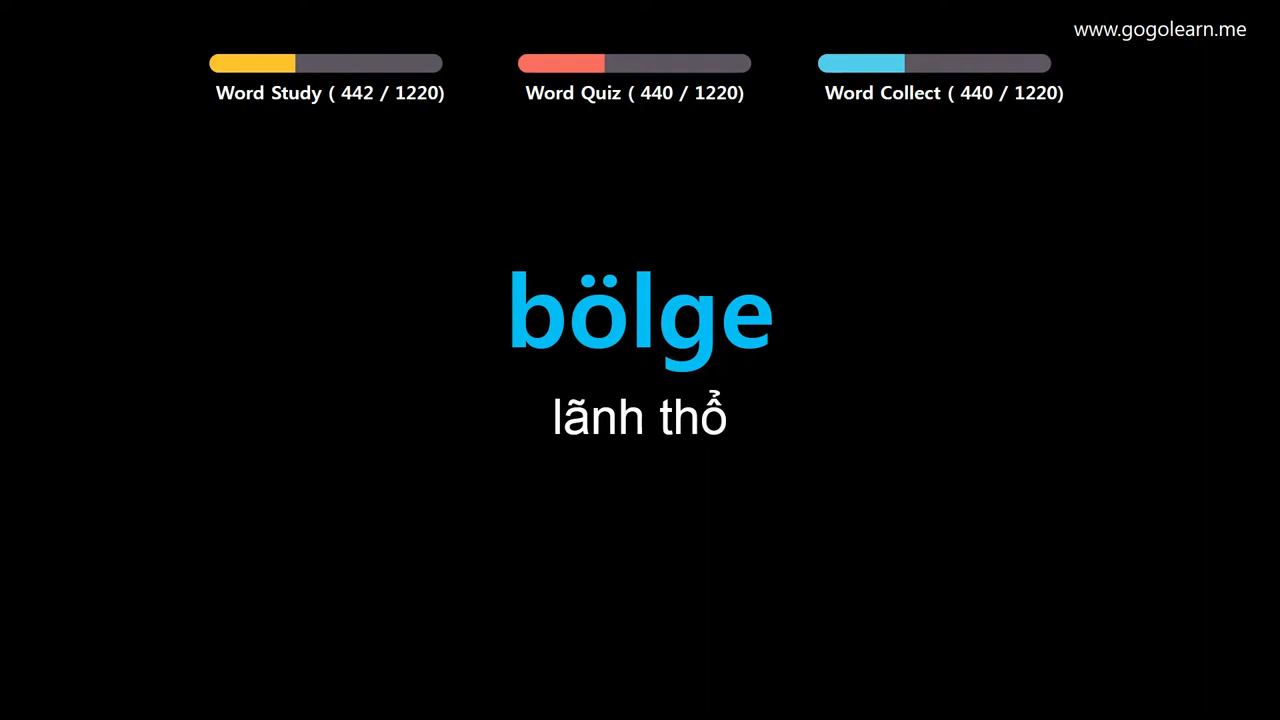 www.gogolearn.me
Word Study ( 442 / 1220)
Word Quiz ( 440 / 1220)
Word Collect ( 440 / 1220)
bölge
lãnh thổ